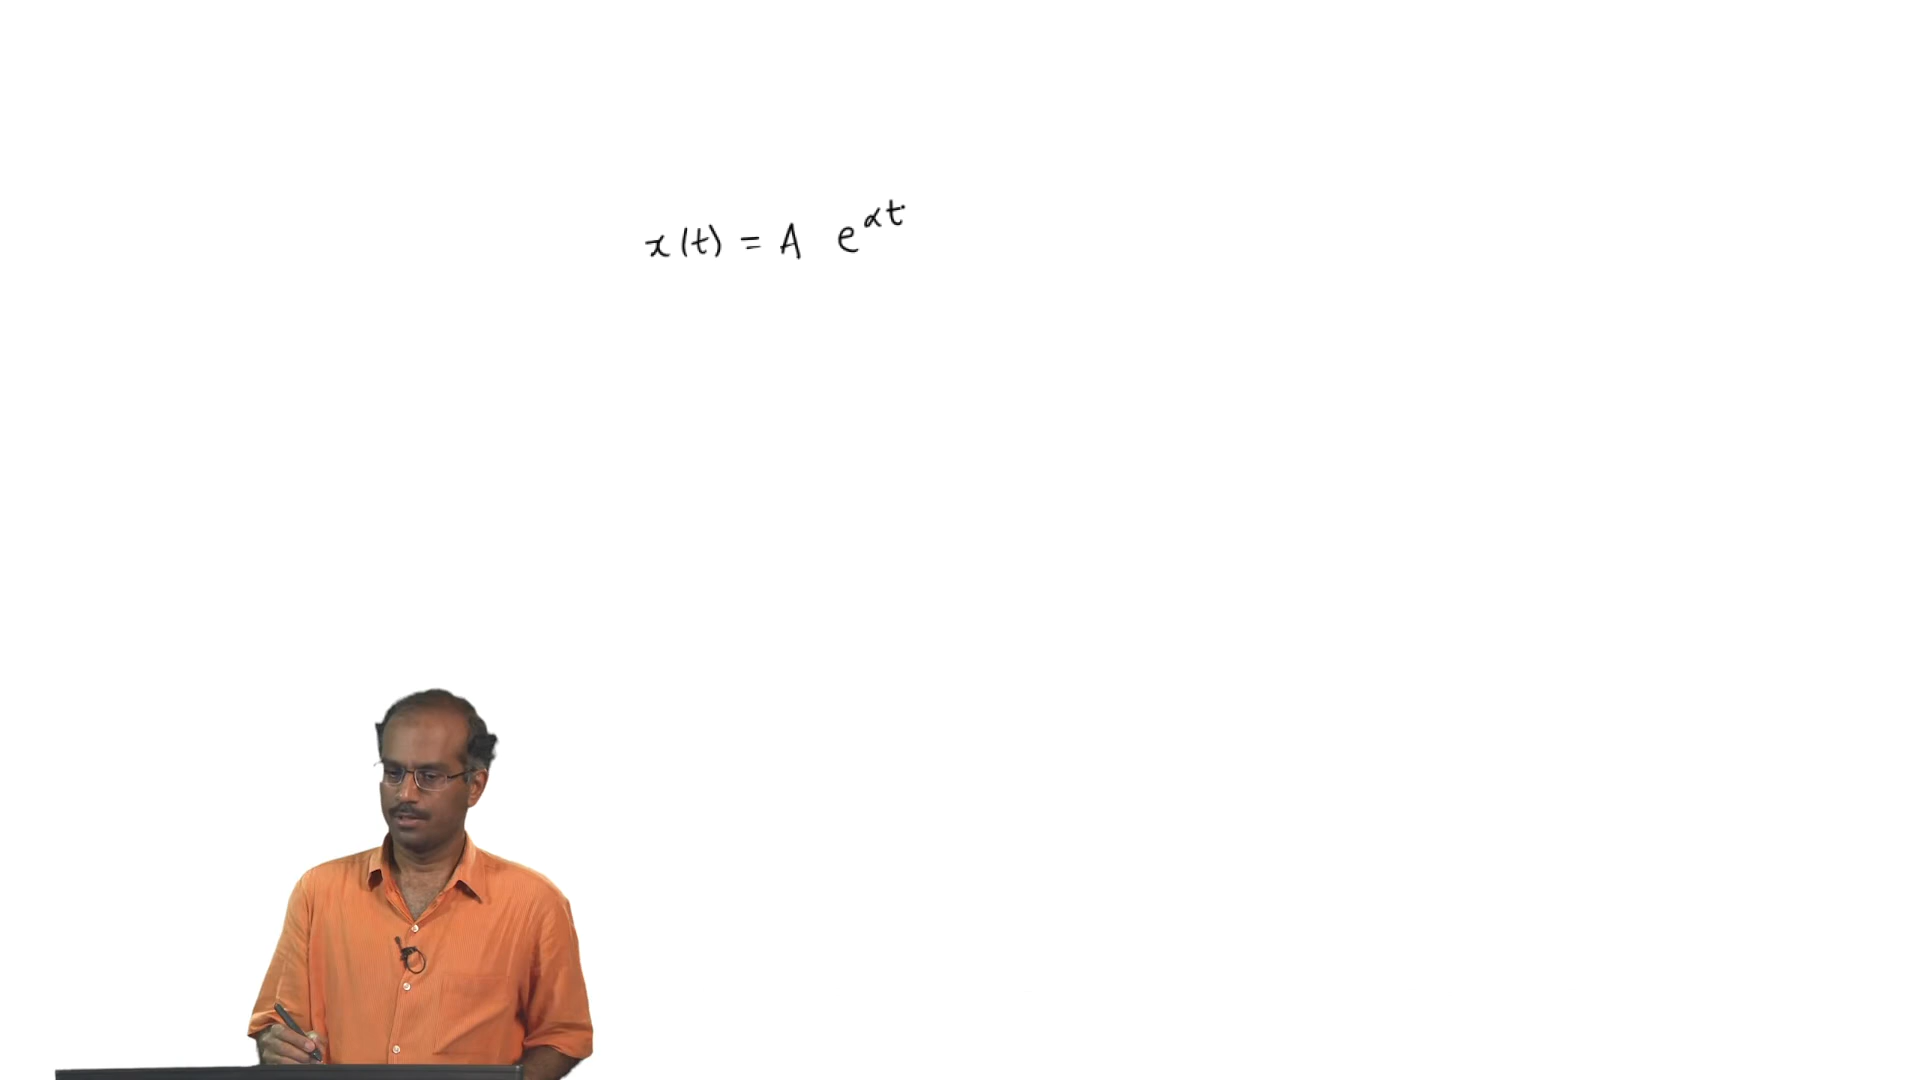 x(t) = A e^{αt}